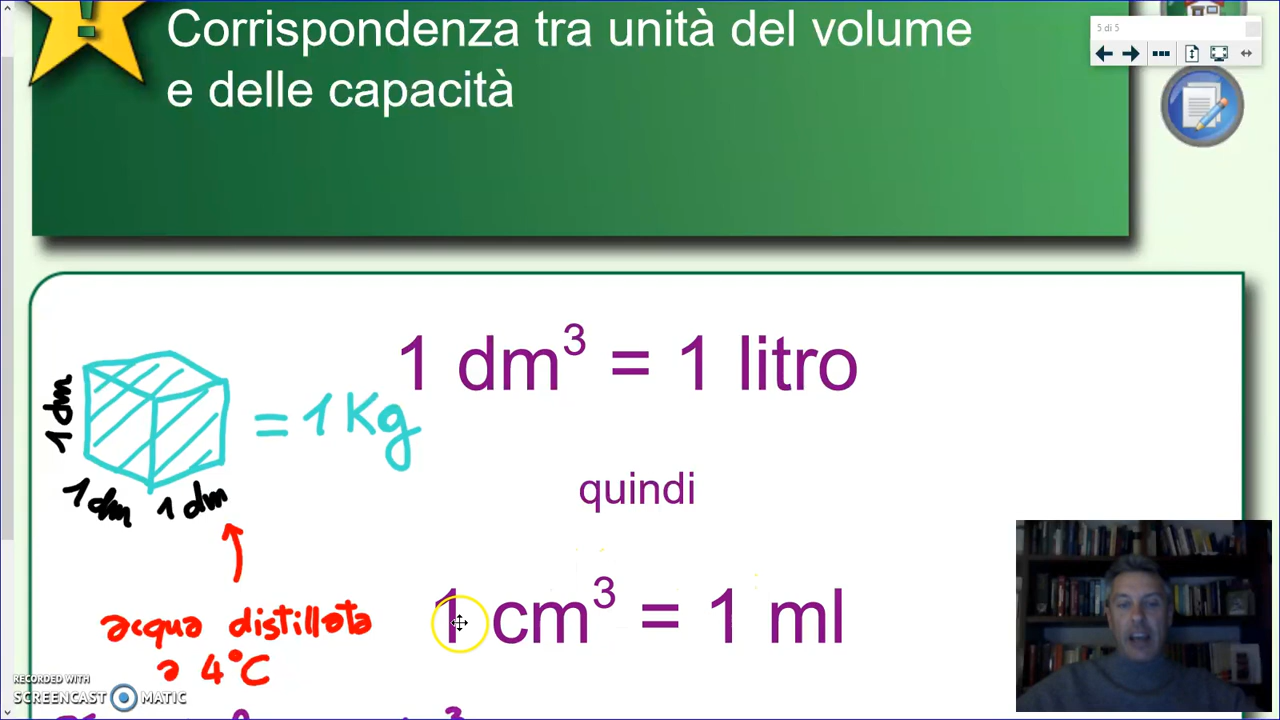 Corrispondenza tra unità del volume
e delle capacità
5 di 5
1 dm³ = 1 litro
1 dm
= 1 Kg
1 dm 1 dm
quindi
1 cm³ = 1 ml
acqua distillata
a 4°C
RECORDED WITH
SCREENCAST MATIC